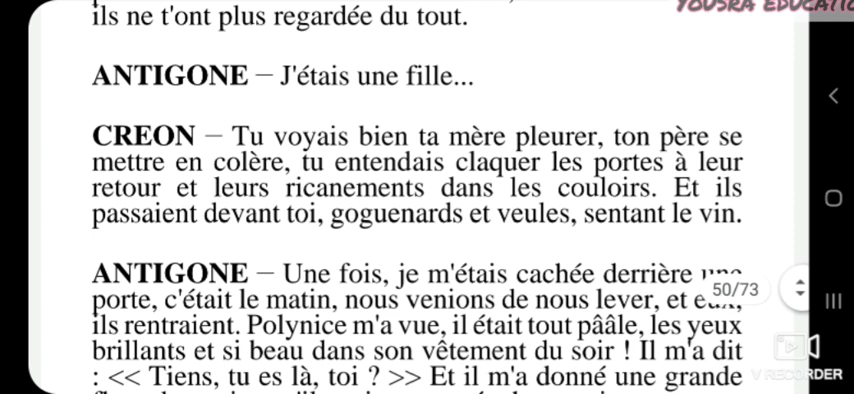 YOUSRA EDUCATIO
ils ne t'ont plus regardée du tout.
ANTIGONE – J'étais une fille...
CREON – Tu voyais bien ta mère pleurer, ton père se
mettre en colère, tu entendais claquer les portes à leur
retour et leurs ricanements dans les couloirs. Et ils
passaient devant toi, goguenards et veules, sentant le vin.
ANTIGONE – Une fois, je m'étais cachée derrière
porte, c'était le matin, nous venions de nous lever, et
50/73
ils rentraient. Polynice m'a vue, il était tout pââle, les yeux
brillants et si beau dans son vêtement du soir ! Il m'a dit
: << Tiens, tu es là, toi ? >> Et il m'a donné une grande
V RECORDER